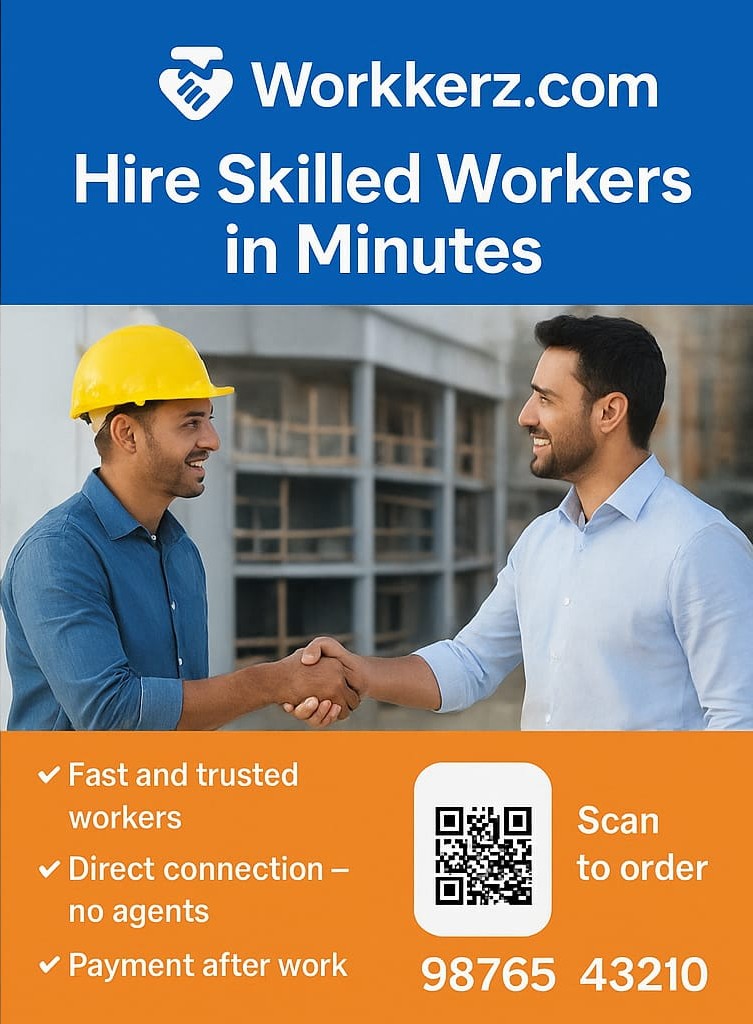 Workkerz.com
Hire Skilled Workers
in Minutes
✓ Fast and trusted
workers
✓ Direct connection –
no agents
✓ Payment after work
Scan
to order
98765 43210